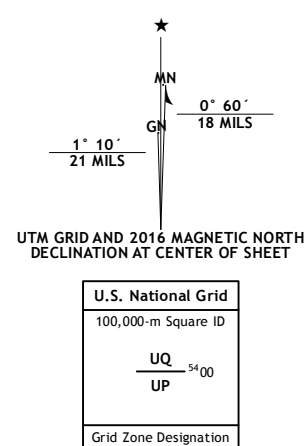 ★
MN
GN
0° 60´
18 MILS
1° 10´
21 MILS
UTM GRID AND 2016 MAGNETIC NORTH
DECLINATION AT CENTER OF SHEET
U.S. National Grid
100,000-m Square ID
UQ
5400
UP
Grid Zone Designation